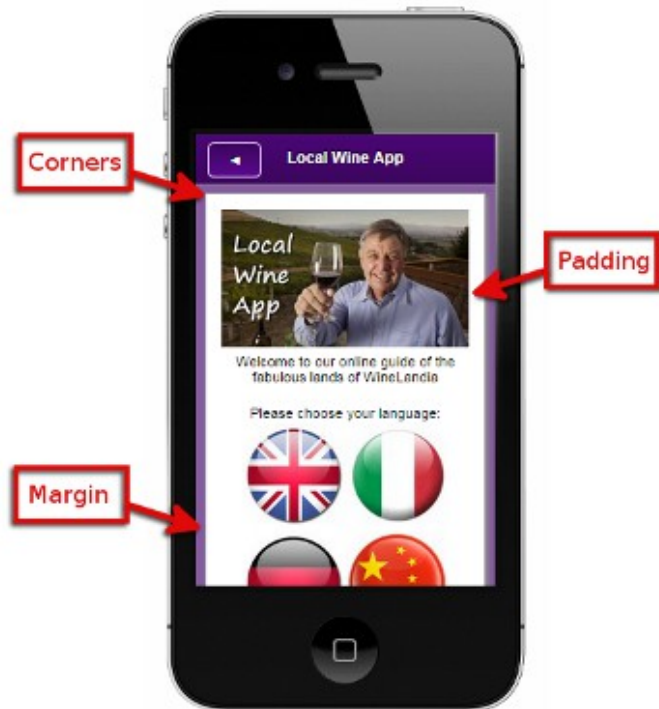 Corners
◄ Local Wine App
Local
Wine
App
Padding
Welcome to our online guide of the
fabulous lands of WineLandia
Please choose your language:
Margin